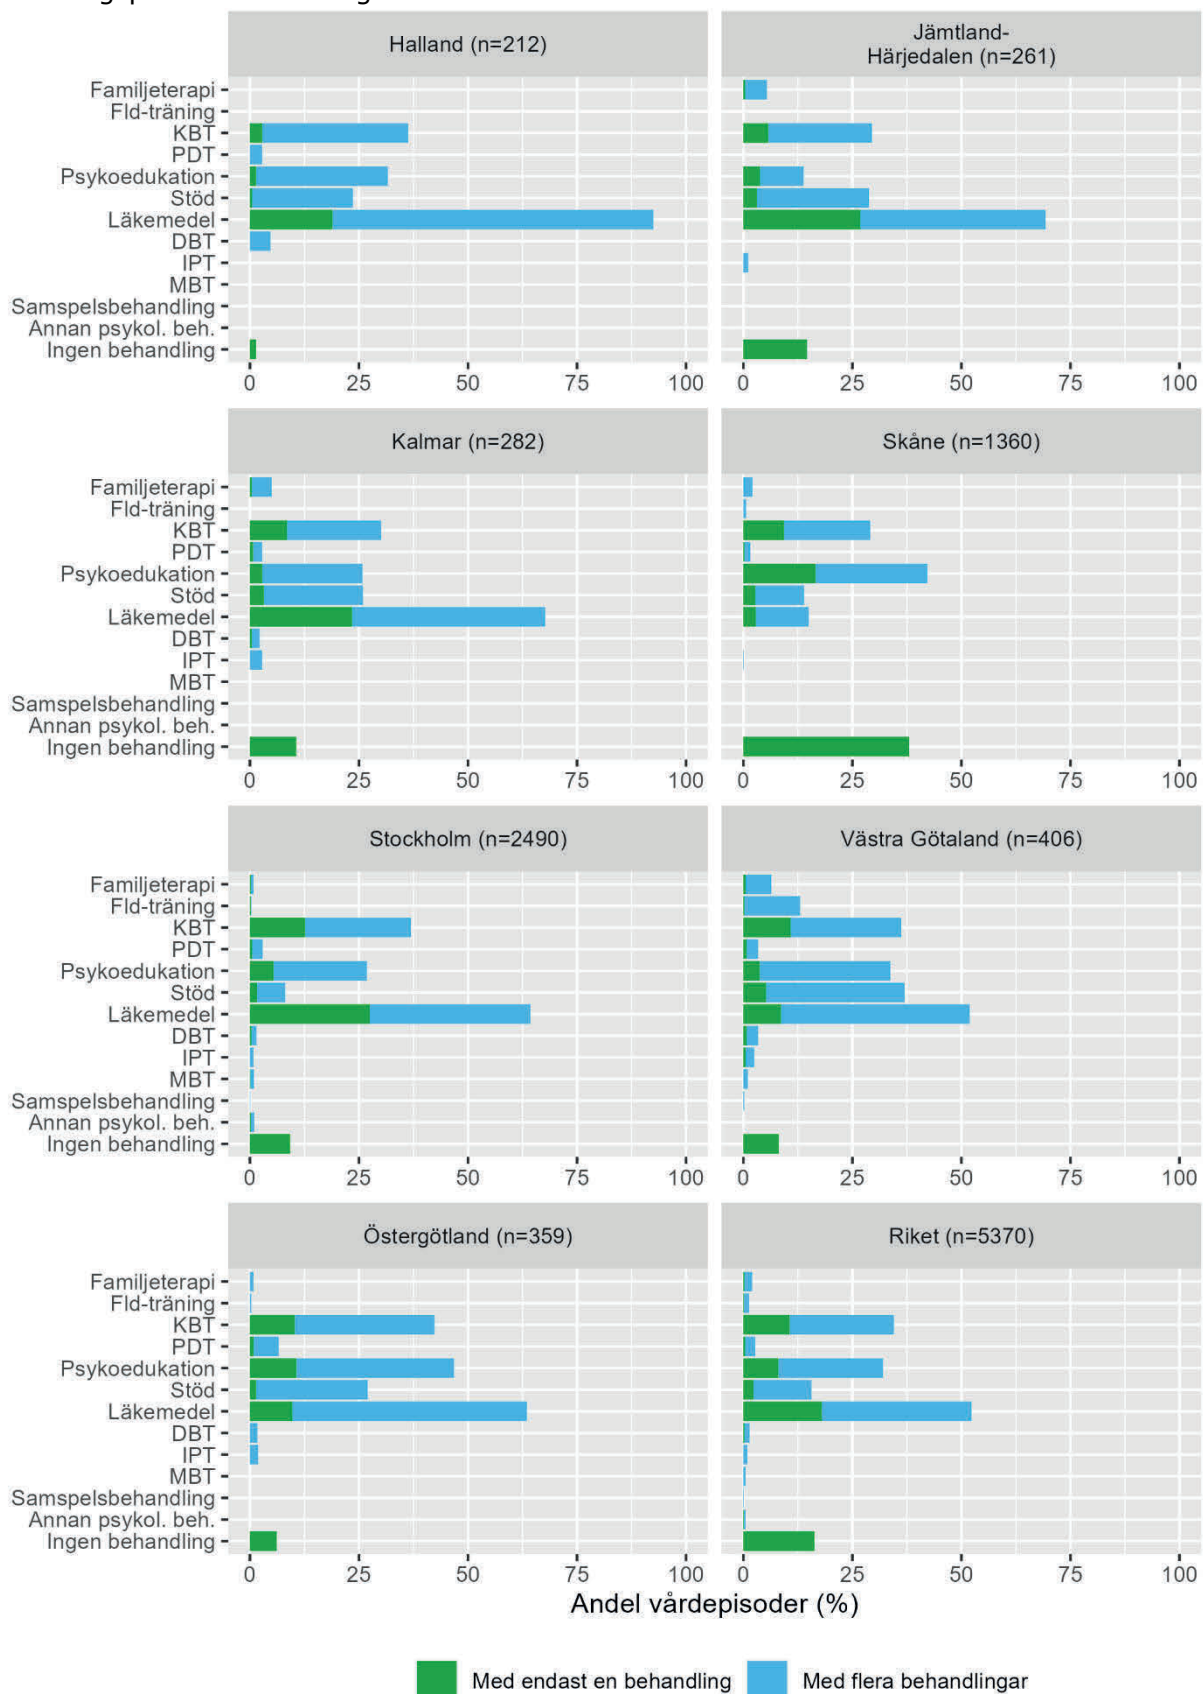 Halland (n=212)
Jämtland-
Härjedalen (n=261)
Familjeterapi
Fld-träning
KBT
PDT
Psykoedukation
Stöd
Läkemedel
DBT
IPT
MBT
Samspelsbehandling
Annan psykol. beh.
Ingen behandling
0 25 50 75 100
0 25 50 75 100
Kalmar (n=282)
Skåne (n=1360)
Familjeterapi
Fld-träning
KBT
PDT
Psykoedukation
Stöd
Läkemedel
DBT
IPT
MBT
Samspelsbehandling
Annan psykol. beh.
Ingen behandling
0 25 50 75 100
0 25 50 75 100
Stockholm (n=2490)
Västra Götaland (n=406)
Familjeterapi
Fld-träning
KBT
PDT
Psykoedukation
Stöd
Läkemedel
DBT
IPT
MBT
Samspelsbehandling
Annan psykol. beh.
Ingen behandling
0 25 50 75 100
0 25 50 75 100
Östergötland (n=359)
Riket (n=5370)
Familjeterapi
Fld-träning
KBT
PDT
Psykoedukation
Stöd
Läkemedel
DBT
IPT
MBT
Samspelsbehandling
Annan psykol. beh.
Ingen behandling
0 25 50 75 100
0 25 50 75 100
Andel vårdepisoder (%)
Med endast en behandling
Med flera behandlingar